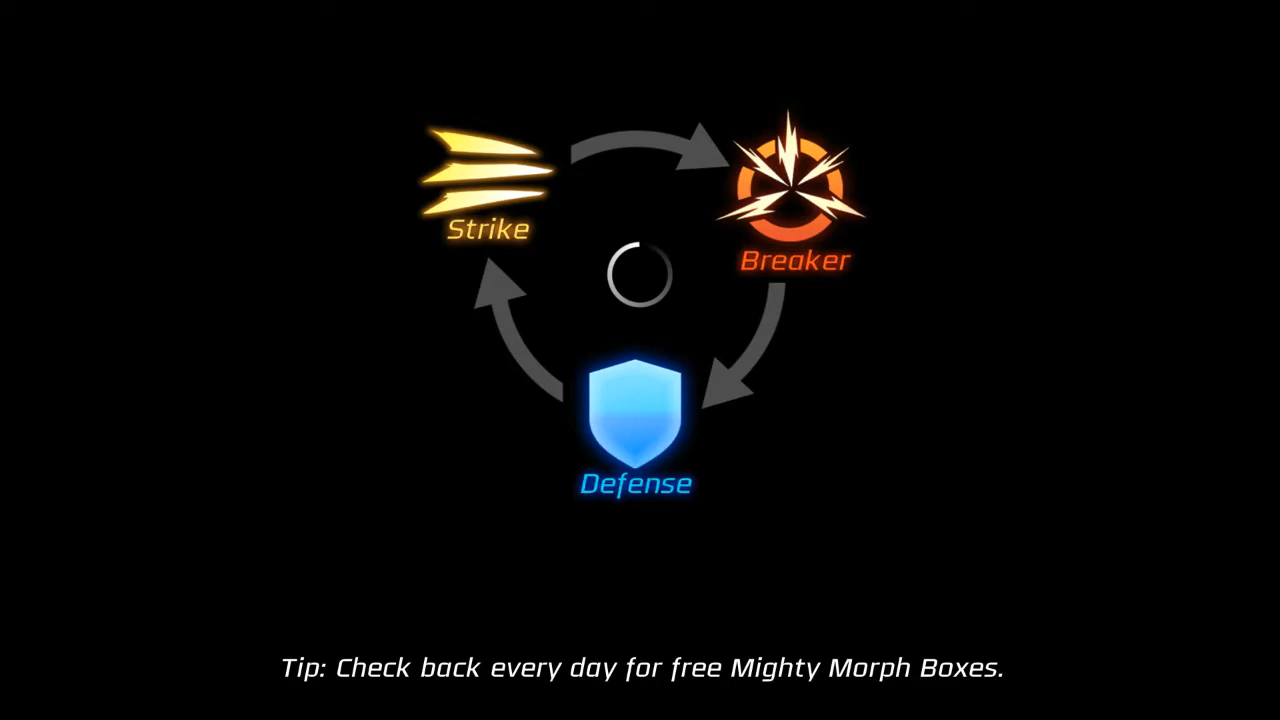 Strike
Breaker
Defense
Tip: Check back every day for free Mighty Morph Boxes.